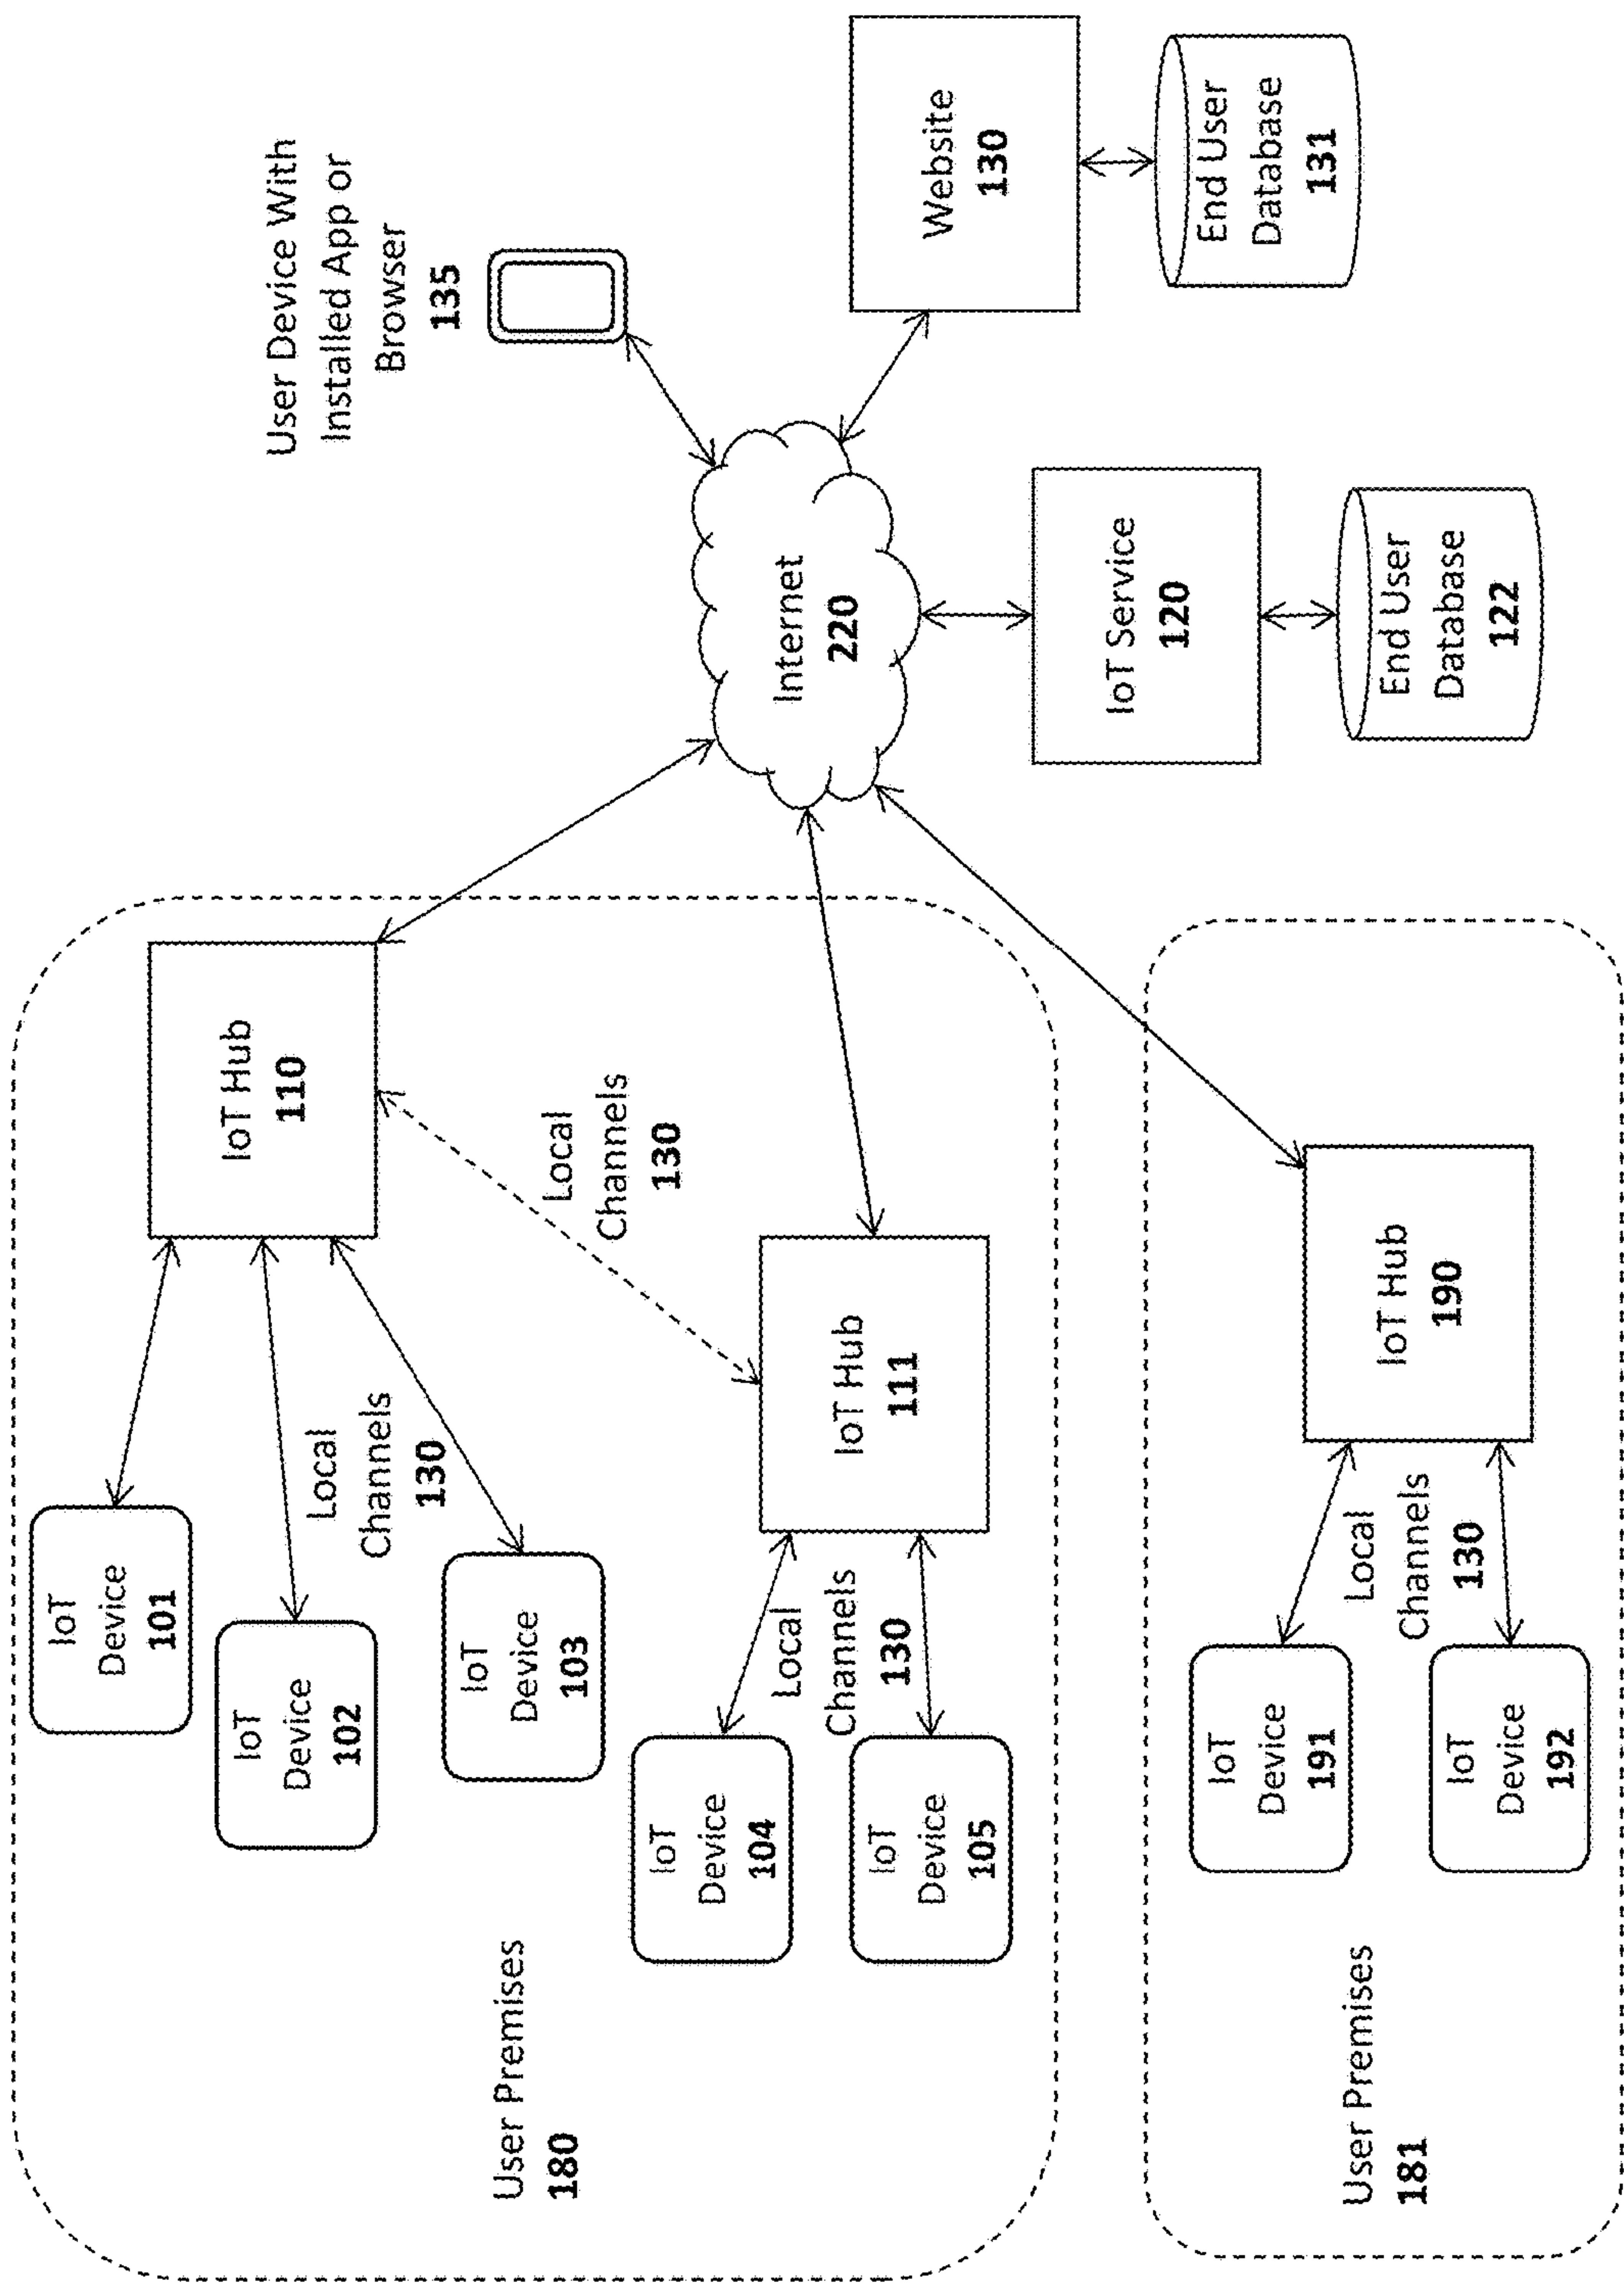 IoT
Device
101
IoT
Device
102
IoT
Device
103
Local
Channels
130
IoT Hub
110
User Device With
Installed App or
Browser
135
Local
Channels
130
User Premises
180
IoT
Device
104
IoT
Device
105
Local
Channels
130
IoT Hub
111
Internet
220
Website
130
End User
Database
131
IoT Service
120
End User
Database
122
User Premises
181
IoT
Device
191
IoT
Device
192
Local
Channels
130
IoT Hub
190